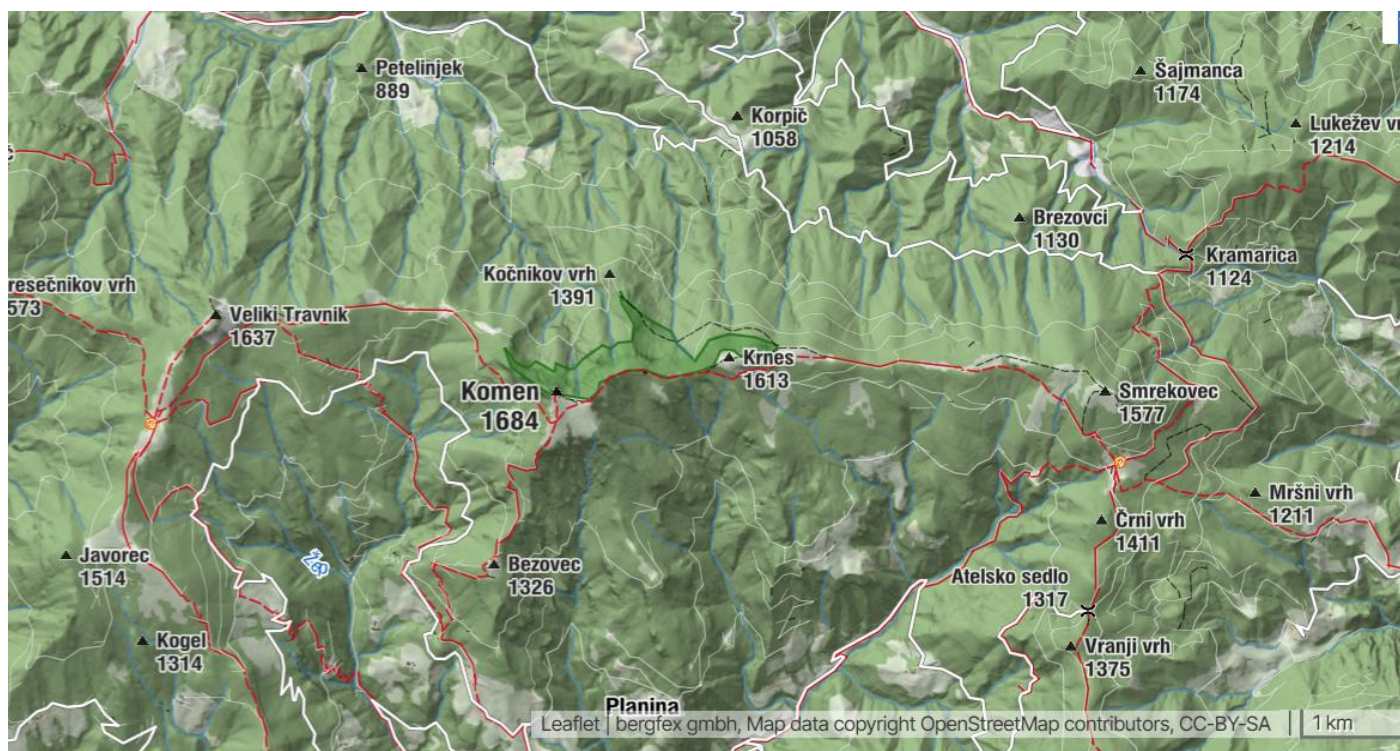 Petelinjek
889
Korpič
1058
Šajmanca
1174
Lukežev vr
1214
Brezovci
1130
Kramarica
1124
Kočnikov vrh
1391
resečnikov vrh
573
Veliki Travnik
1637
Krnes
1613
Komen
1684
Smrekovec
1577
Mršni vrh
1211
Črni vrh
1411
Javorec
1514
Žep
Bezovec
1326
Atelsko sedlo
1317
Kogel
1314
Vranji vrh
1375
Planina
Leaflet | bergfex gmbh, Map data copyright OpenStreetMap contributors, CC-BY-SA | 1 km